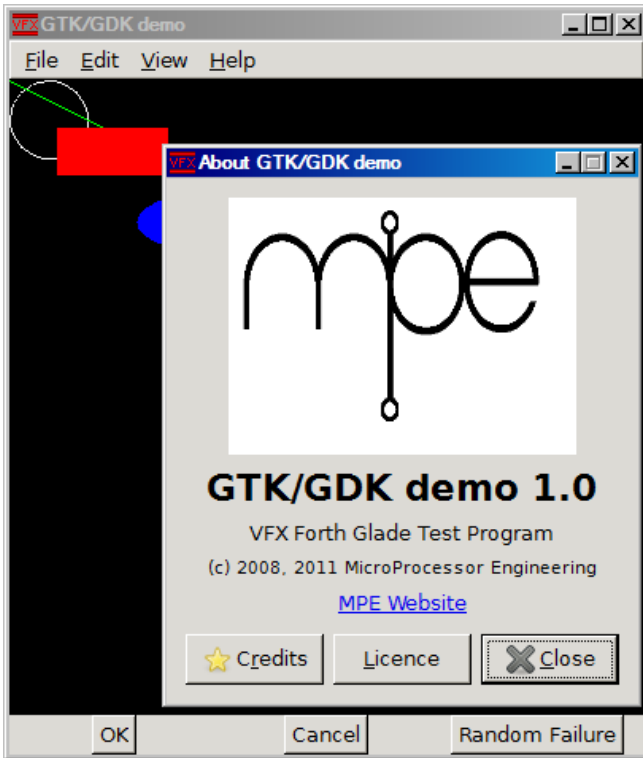 VFX GTK/GDK demo
File Edit View Help
VFX About GTK/GDK demo
mpe
GTK/GDK demo 1.0
VFX Forth Glade Test Program
(c) 2008, 2011 MicroProcessor Engineering
MPE Website
Credits Licence Close
OK Cancel Random Failure